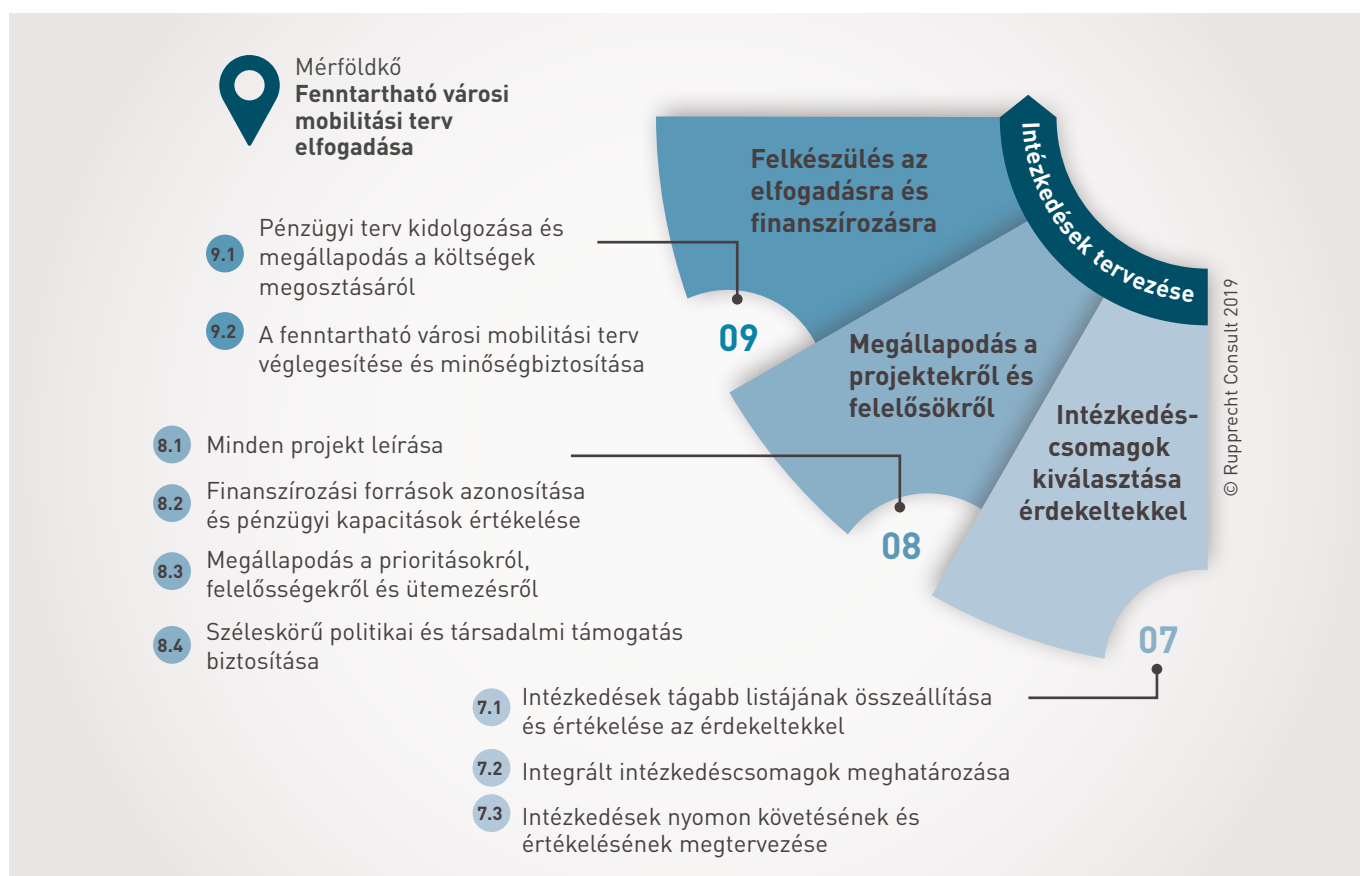 Mérföldkő
Fenntartható városi
mobilitási terv
elfogadása
Felkészülés az
elfogadásra és
finanszírozásra
Intézkedések tervezése
9.1 Pénzügyi terv kidolgozása és
megállapodás a költségek
megosztásáról
9.2 A fenntartható városi mobilitási terv
véglegesítése és minőségbiztosítása
09
Megállapodás a
projektekről és
felelősökről
© Rupprecht Consult 2019
Intézkedés-
csomagok
kiválasztása
érdekeltekkel
8.1 Minden projekt leírása
8.2 Finanszírozási források azonosítása
és pénzügyi kapacitások értékelése
8.3 Megállapodás a prioritásokról,
felelősségekről és ütemezésről
8.4 Széleskörű politikai és társadalmi támogatás
biztosítása
08
07
7.1 Intézkedések tágabb listájának összeállítása
és értékelése az érdekeltekkel
7.2 Integrált intézkedéscsomagok meghatározása
7.3 Intézkedések nyomon követésének és
értékelésének megtervezése